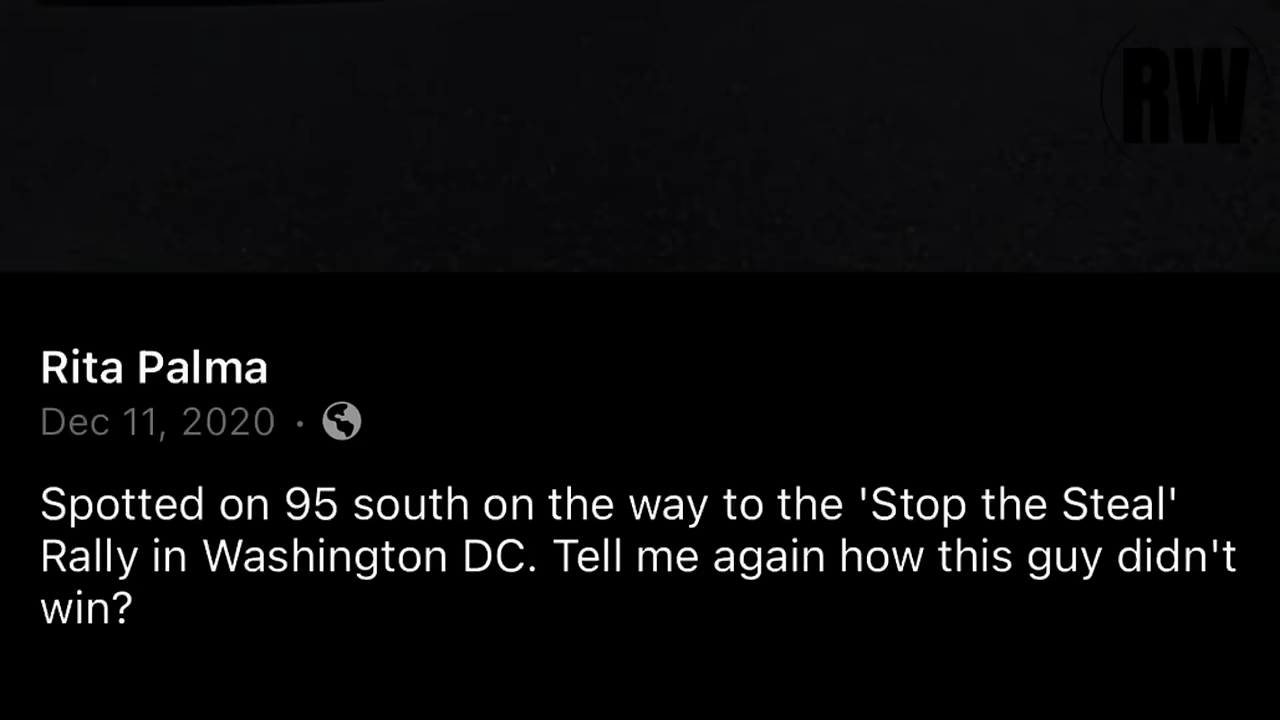 RW
Rita Palma
Dec 11, 2020 ·
Spotted on 95 south on the way to the 'Stop the Steal'
Rally in Washington DC. Tell me again how this guy didn't
win?